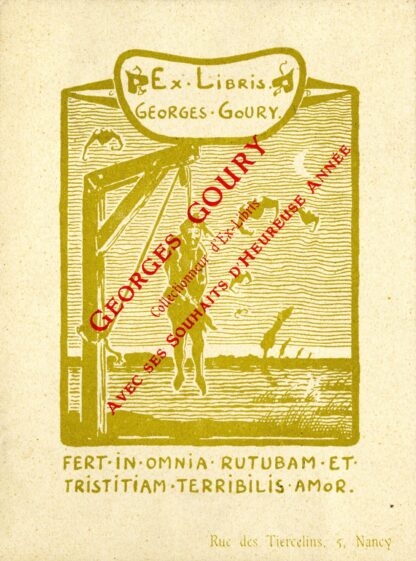 Ex · Libris ·
Georges · Goury ·
Georges Goury
Collectionneur d'Ex-Libris
Avec ses Souhaits d'Heureuse Année
FERT · IN · OMNIA · RUTUBAM · ET ·
TRISTITIAM · TERRIBILIS · AMOR .
Rue des Tiercelins, 5, Nancy